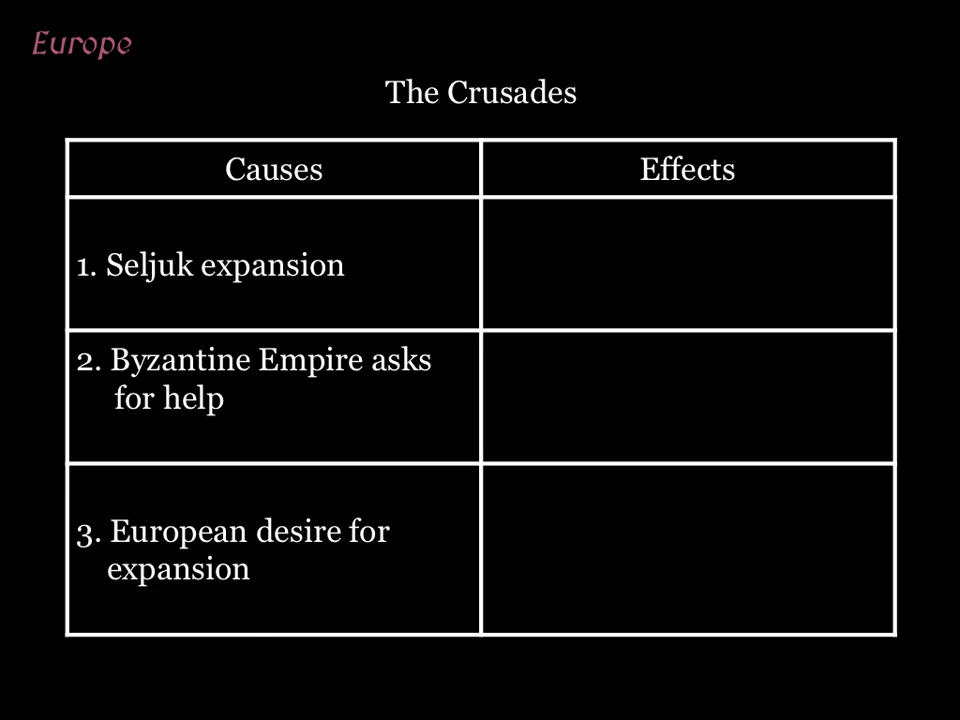 Europe
The Crusades
Causes
Effects
1. Seljuk expansion
2. Byzantine Empire asks
for help
3. European desire for
expansion